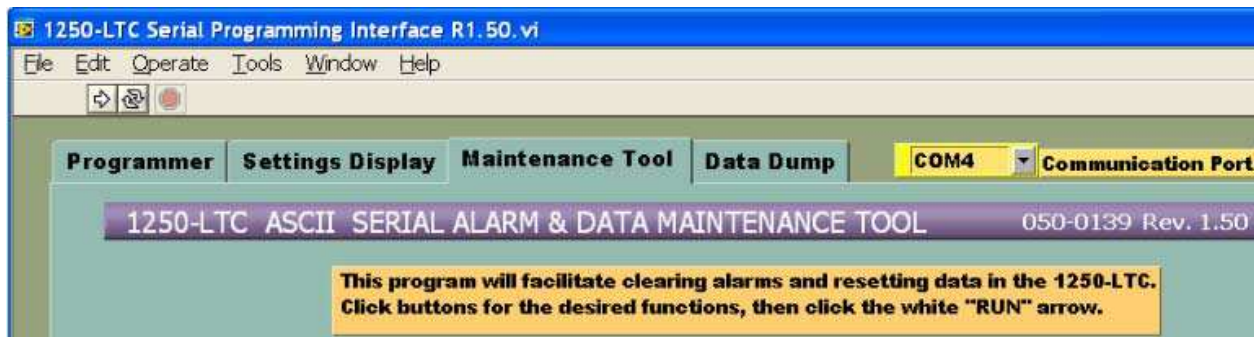 1250-LTC Serial Programming Interface R1.50.vi
File Edit Operate Tools Window Help
Programmer Settings Display Maintenance Tool Data Dump COM4 Communication Port
1250-LTC ASCII SERIAL ALARM & DATA MAINTENANCE TOOL 050-0139 Rev. 1.50
This program will facilitate clearing alarms and resetting data in the 1250-LTC.
Click buttons for the desired functions, then click the white "RUN" arrow.